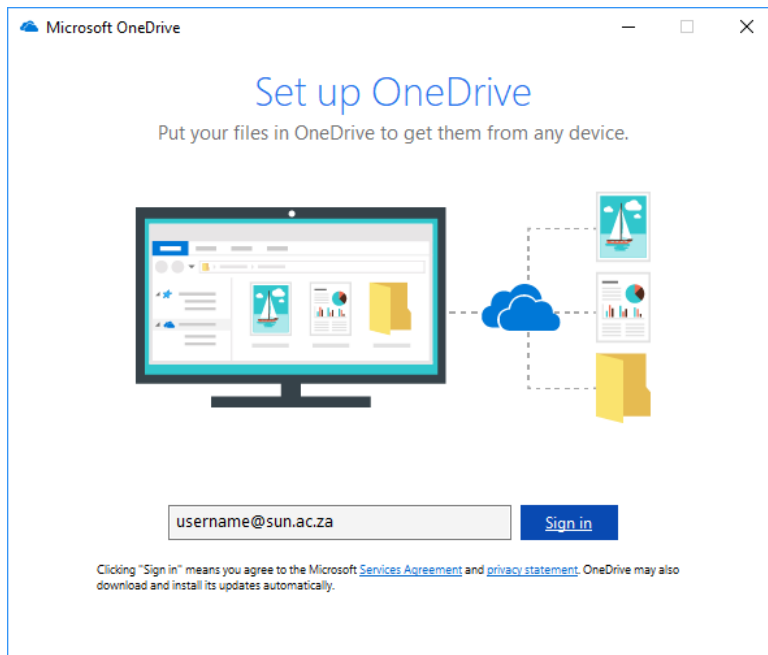 Microsoft OneDrive
Set up OneDrive
Put your files in OneDrive to get them from any device.
username@sun.ac.za
Sign in
Clicking "Sign in" means you agree to the Microsoft Services Agreement and privacy statement. OneDrive may also
download and install its updates automatically.